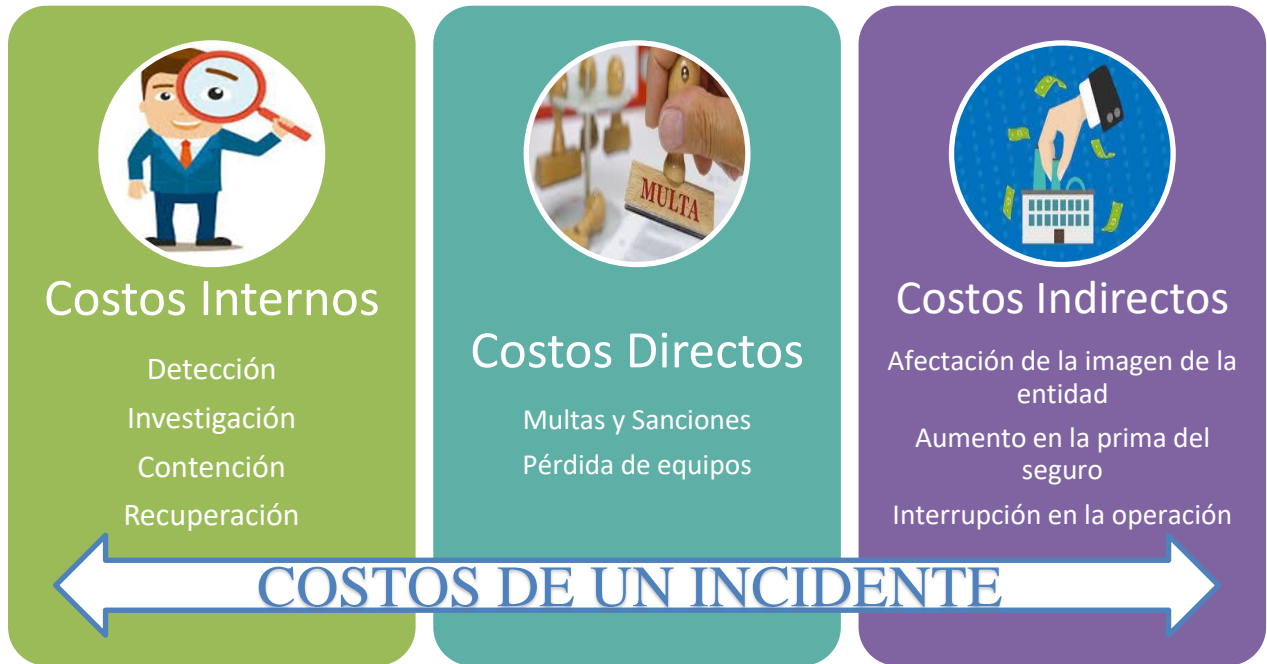 MULTA
Costos Internos
Detección
Investigación
Contención
Recuperación
Costos Directos
Multas y Sanciones
Pérdida de equipos
Costos Indirectos
Afectación de la imagen de la
entidad
Aumento en la prima del
seguro
Interrupción en la operación
COSTOS DE UN INCIDENTE